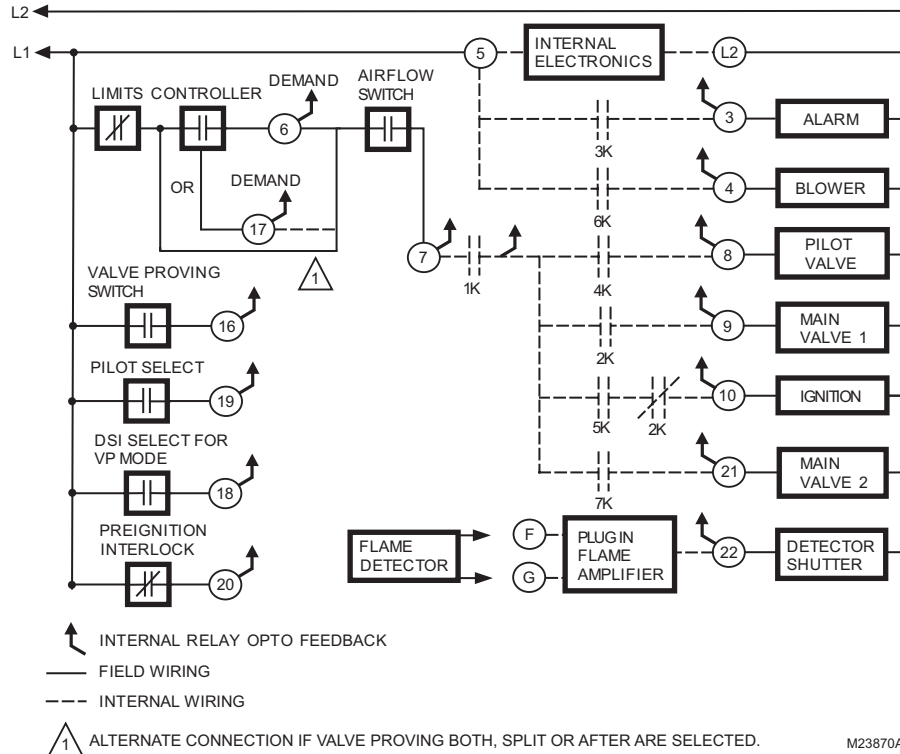 L2
L1
5
INTERNAL
ELECTRONICS
L2
LIMITS CONTROLLER
DEMAND
AIRFLOW
SWITCH
6
3K
3
ALARM
OR
DEMAND
17
6K
4
BLOWER
1
7
1K
4K
8
PILOT
VALVE
VALVE PROVING
SWITCH
16
2K
9
MAIN
VALVE 1
PILOT SELECT
19
5K
2K
10
IGNITION
DSI SELECT FOR
VP MODE
18
7K
21
MAIN
VALVE 2
PREIGNITION
INTERLOCK
20
FLAME
DETECTOR
F
G
PLUGIN
FLAME
AMPLIFIER
22
DETECTOR
SHUTTER
INTERNAL RELAY OPTO FEEDBACK
FIELD WIRING
INTERNAL WIRING
1 ALTERNATE CONNECTION IF VALVE PROVING BOTH, SPLIT OR AFTER ARE SELECTED.
M23870A